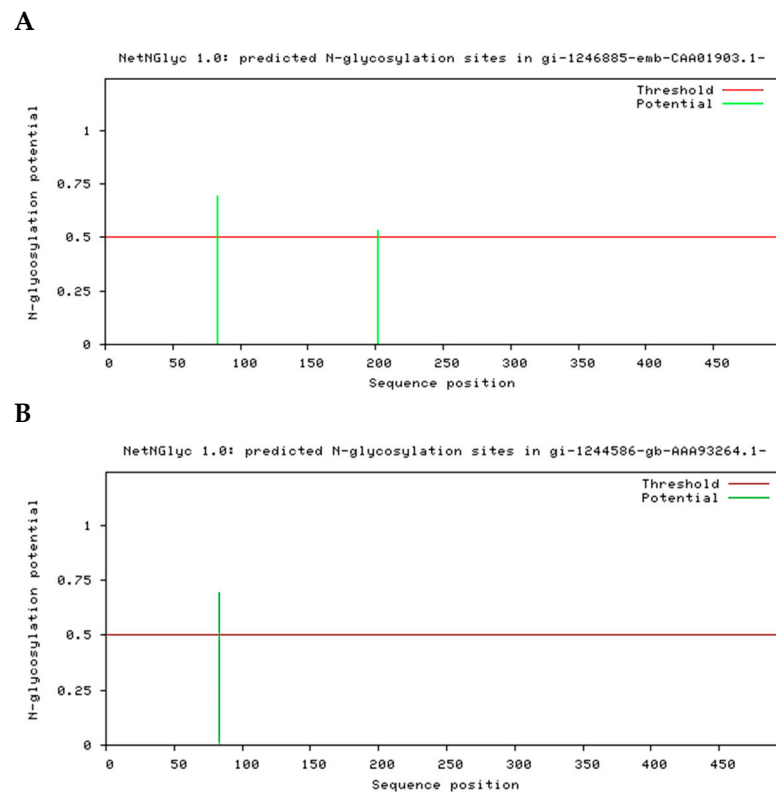 A
NetNGlyc 1.0: predicted N-glycosylation sites in gi-1246885-emb-CAA01903.1-
Threshold
Potential
N-glycosylation potential
1
0.75
0.5
0.25
0
0 50 100 150 200 250 300 350 400 450
Sequence position
B
NetNGlyc 1.0: predicted N-glycosylation sites in gi-1244586-gb-AAA93264.1-
Threshold
Potential
N-glycosylation potential
1
0.75
0.5
0.25
0
0 50 100 150 200 250 300 350 400 450
Sequence position